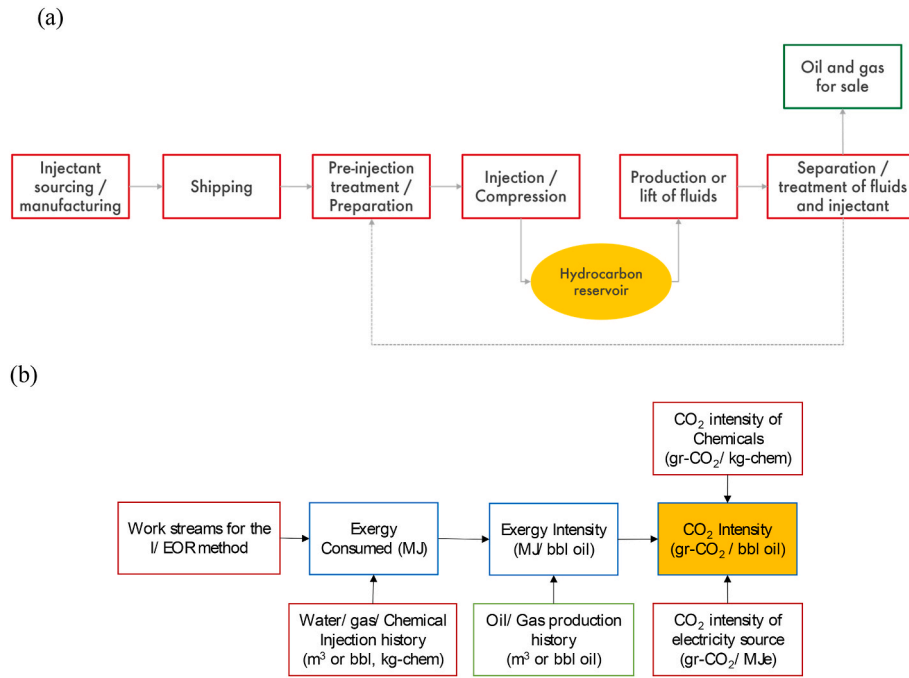 (a)
Oil and gas
for sale
Injectant
sourcing /
manufacturing
Shipping
Pre-injection
treatment /
Preparation
Injection /
Compression
Production or
lift of fluids
Separation /
treatment of fluids
and injectant
Hydrocarbon
reservoir
(b)
CO₂ intensity of
Chemicals
(gr-CO₂/ kg-chem)
Work streams for the
I/ EOR method
Exergy
Consumed (MJ)
Exergy Intensity
(MJ/ bbl oil)
CO₂ Intensity
(gr-CO₂ / bbl oil)
Water/ gas/ Chemical
Injection history
(m³ or bbl, kg-chem)
Oil/ Gas production
history
(m³ or bbl oil)
CO₂ intensity of
electricity source
(gr-CO₂/ MJe)